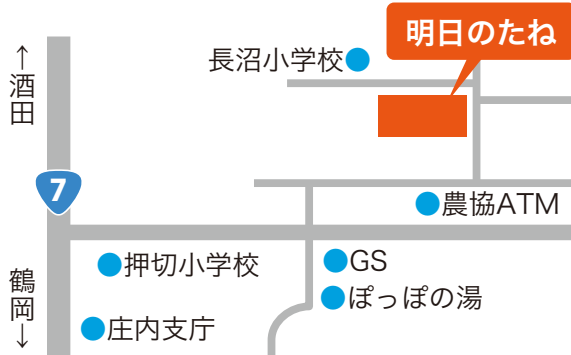 明日のたね
長沼小学校
↑酒田
7
農協ATM
押切小学校
GS
ぽっぽの湯
鶴岡↓
庄内支庁